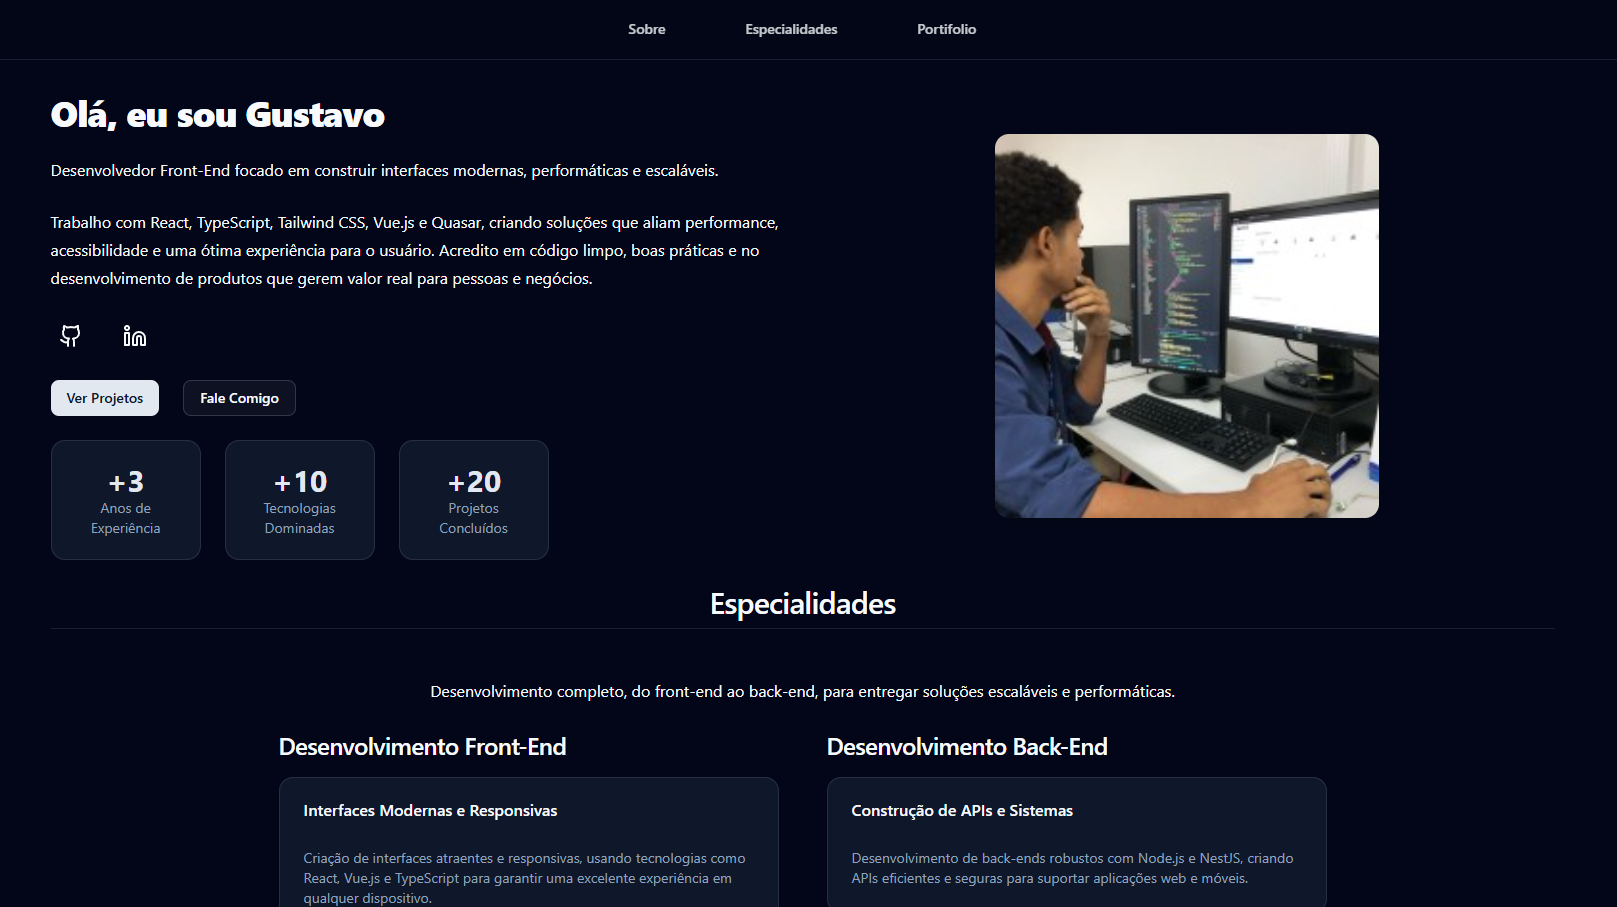 Sobre
Especialidades
Portifolio
Olá, eu sou Gustavo
Desenvolvedor Front-End focado em construir interfaces modernas, performáticas e escaláveis.
Trabalho com React, TypeScript, Tailwind CSS, Vue.js e Quasar, criando soluções que aliam performance,
acessibilidade e uma ótima experiência para o usuário. Acredito em código limpo, boas práticas e no
desenvolvimento de produtos que gerem valor real para pessoas e negócios.
Ver Projetos
Fale Comigo
+3
Anos de
Experiência
+10
Tecnologias
Dominadas
+20
Projetos
Concluídos
Especialidades
Desenvolvimento completo, do front-end ao back-end, para entregar soluções escaláveis e performáticas.
Desenvolvimento Front-End
Interfaces Modernas e Responsivas
Criação de interfaces atraentes e responsivas, usando tecnologias como
React, Vue.js e TypeScript para garantir uma excelente experiência em
qualquer dispositivo.
Desenvolvimento Back-End
Construção de APIs e Sistemas
Desenvolvimento de back-ends robustos com Node.js e NestJS, criando
APIs eficientes e seguras para suportar aplicações web e móveis.